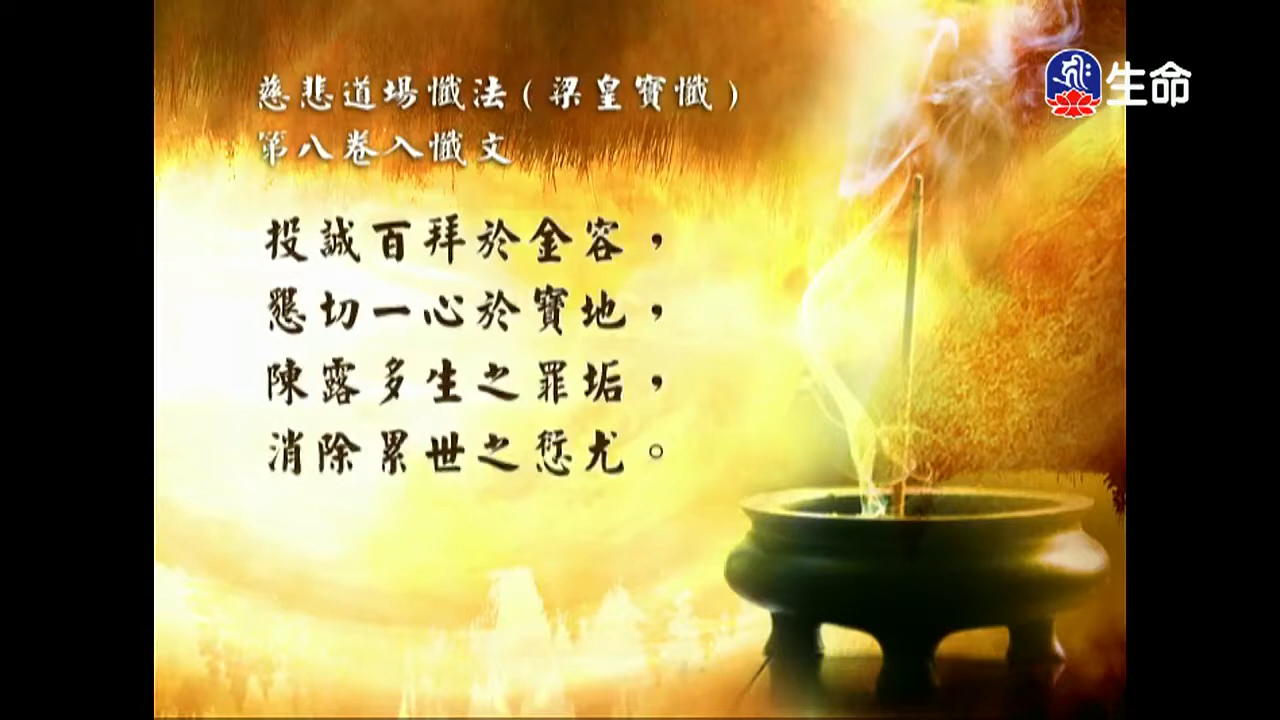 慈悲道場懺法（梁皇寶懺）
第八卷入懺文
生命
投誠百拜於金容，
懇切一心於寶地，
陳露多生之罪垢，
消除累世之愆尤。